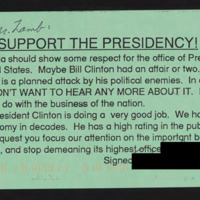 Mr. Lamb:
SUPPORT THE PRESIDENCY!
a should show some respect for the office of Pre
l States. Maybe Bill Clinton had an affair or two.
is a planned attack by his political enemies. In
ON'T WANT TO HEAR ANY MORE ABOUT IT.
do with the business of the nation.
resident Clinton is doing a very good job. We ha
omy in decades. He has a high rating in the publ
equest you focus our attention on the important
, and stop demeaning its highest office
Signed